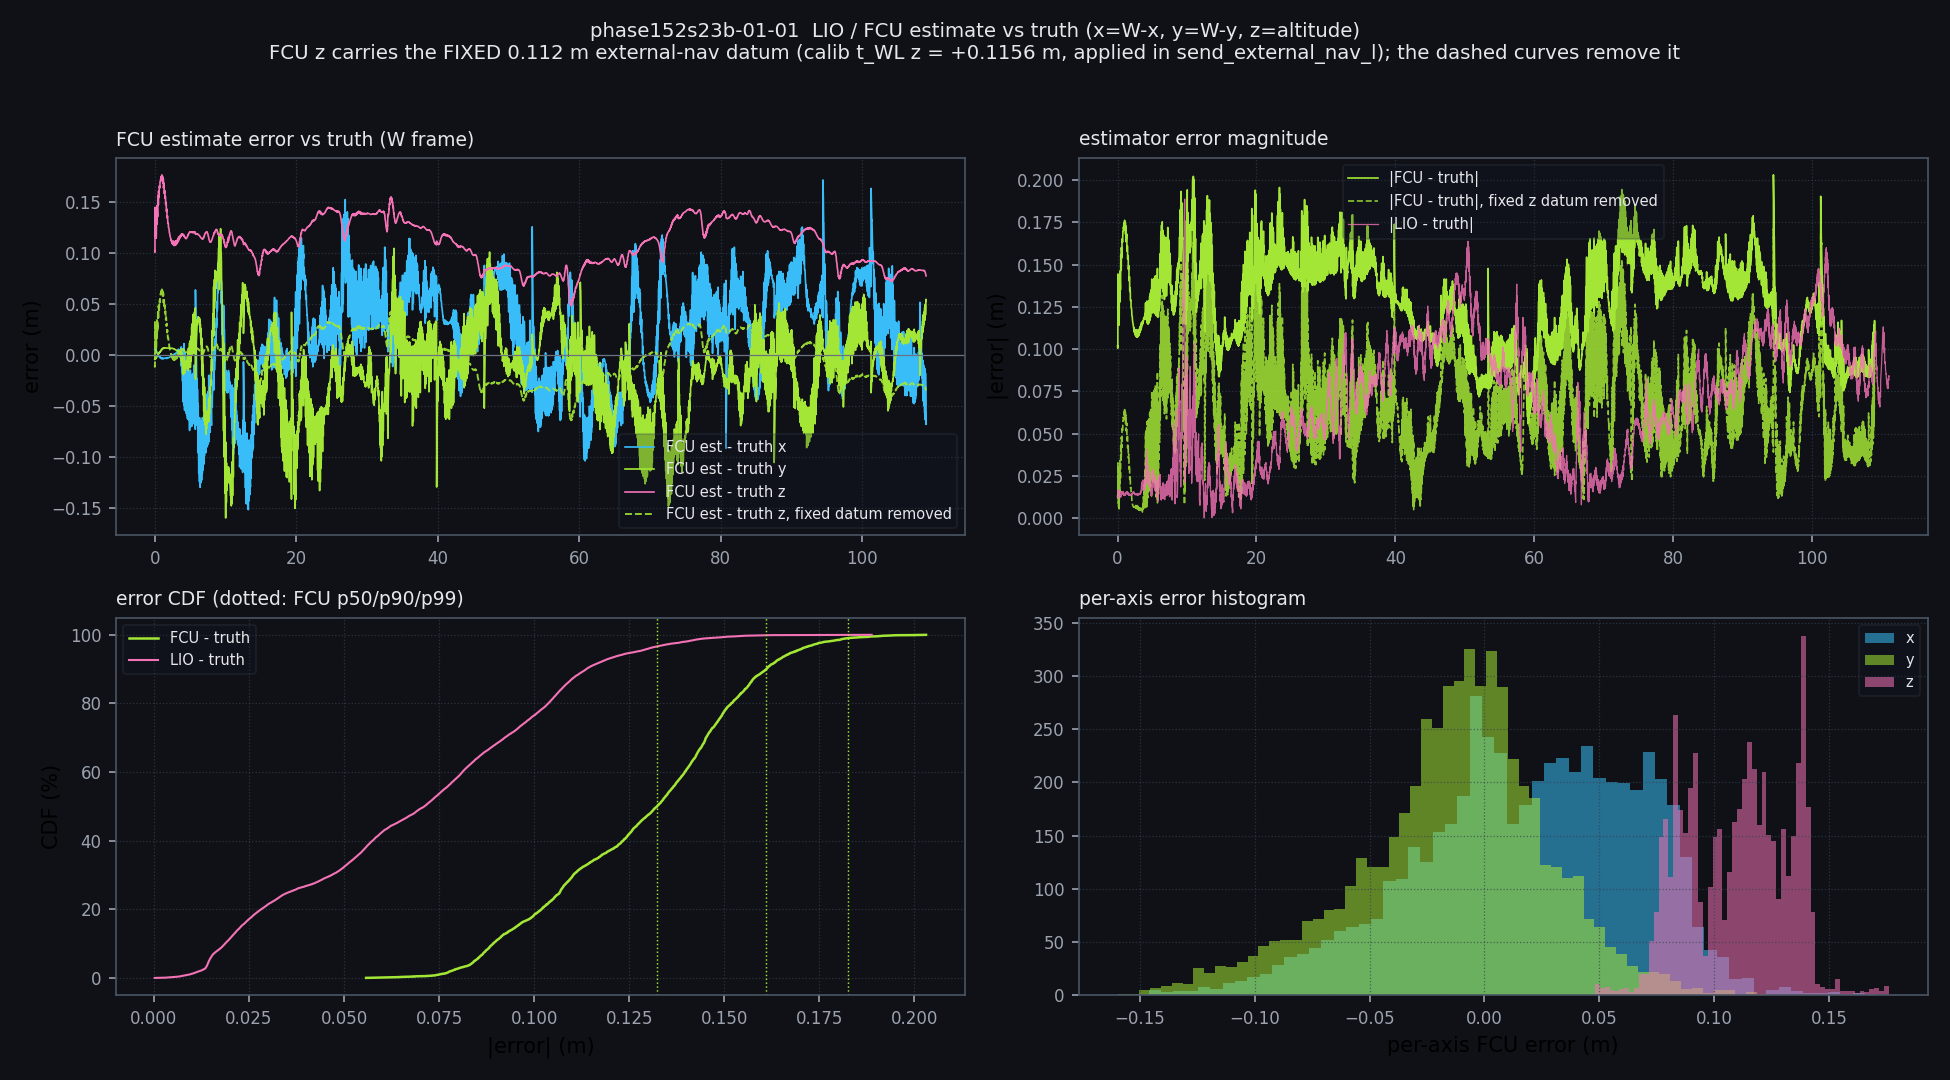 phase152s23b-01-01  LIO / FCU estimate vs truth (x=W-x, y=W-y, z=altitude)
FCU z carries the FIXED 0.112 m external-nav datum (calib t_WL z = +0.1156 m, applied in send_external_nav_l); the dashed curves remove it
FCU estimate error vs truth (W frame)
error (m)
0.15
0.10
0.05
0.00
−0.05
−0.10
−0.15
0 20 40 60 80 100
FCU est - truth x
FCU est - truth y
FCU est - truth z
FCU est - truth z, fixed datum removed
estimator error magnitude
|error| (m)
0.200
0.175
0.150
0.125
0.100
0.075
0.050
0.025
0.000
0 20 40 60 80 100
|FCU - truth|
|FCU - truth|, fixed z datum removed
|LIO - truth|
error CDF (dotted: FCU p50/p90/p99)
CDF (%)
100
80
60
40
20
0
0.000 0.025 0.050 0.075 0.100 0.125 0.150 0.175 0.200
|error| (m)
FCU - truth
LIO - truth
per-axis error histogram
350
300
250
200
150
100
50
0
−0.15 −0.10 −0.05 0.00 0.05 0.10 0.15
per-axis FCU error (m)
x
y
z